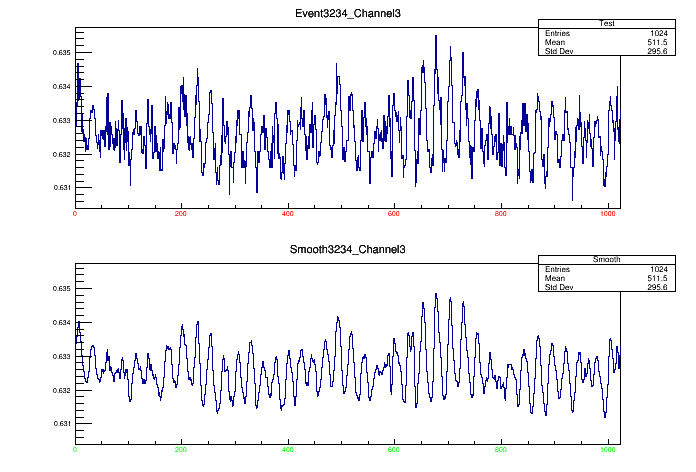 Event3234_Channel3
Test
Entries 1024
Mean 511.5
Std Dev 295.6
0.635
0.634
0.633
0.632
0.631
0 200 400 600 800 1000
Smooth3234_Channel3
Smooth
Entries 1024
Mean 511.5
Std Dev 295.6
0.635
0.634
0.633
0.632
0.631
0 200 400 600 800 1000